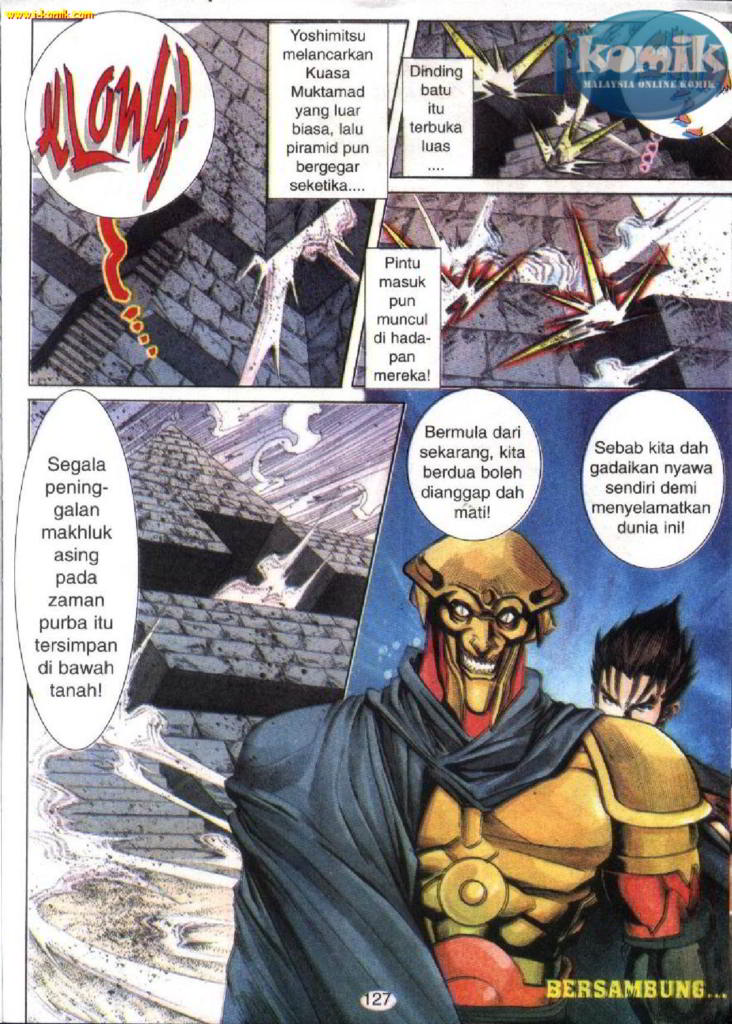 www.i-komik.com
KLONG!
Yoshimitsu
melancarkan
Kuasa
Muktamad
yang luar
biasa, lalu
piramid pun
bergegar
seketika....
Dinding
batu
itu
terbuka
luas
....
ikomik
MALAYSIA ONLINE KOMIK
Pintu
masuk
pun
muncul
di hada-
pan
mereka!
Segala
pening-
galan
makhluk
asing
pada
zaman
purba itu
tersimpan
di bawah
tanah!
Bermula dari
sekarang, kita
berdua boleh
dianggap dah
mati!
Sebab kita dah
gadaikan nyawa
sendiri demi
menyelamatkan
dunia ini!
127
BERSAMBUNG...